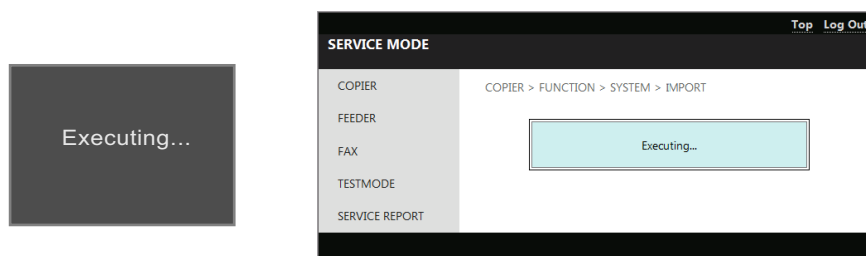 Executing...
Top Log Out
SERVICE MODE
COPIER
FEEDER
FAX
TESTMODE
SERVICE REPORT
COPIER > FUNCTION > SYSTEM > IMPORT
Executing...